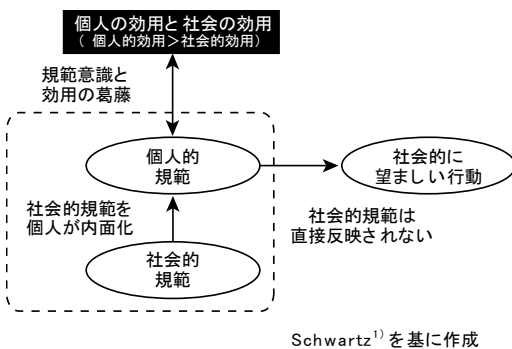 個人の効用と社会の効用
（個人的効用＞社会的効用）
規範意識と
効用の葛藤
個人的
規範
社会的に
望ましい行動
社会的規範を
個人が内面化
社会的規範は
直接反映されない
社会的
規範
Schwartz1)を基に作成